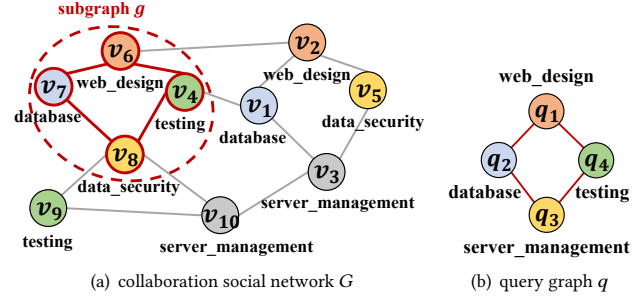 subgraph g
v6
web_design
v2
web_design
v7
database
v4
testing
v1
database
v5
data_security
v8
data_security
v3
server_management
v9
testing
v10
server_management
(a) collaboration social network G
web_design
q1
q2
database
q4
testing
q3
server_management
(b) query graph q